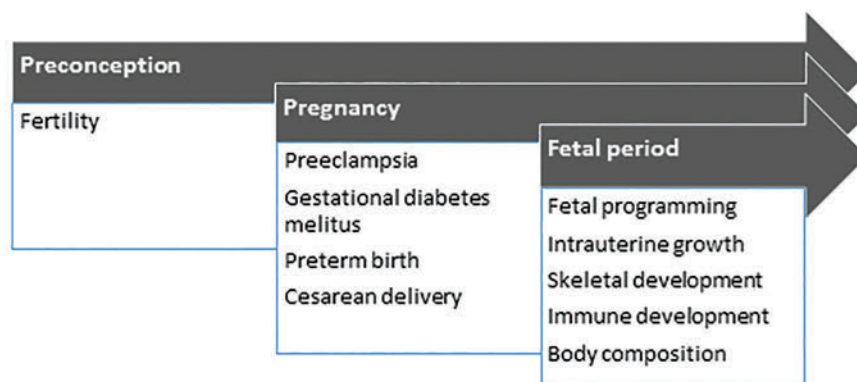 Preconception
Fertility
Pregnancy
Preeclampsia
Gestational diabetes
melitus
Preterm birth
Cesarean delivery
Fetal period
Fetal programming
Intrauterine growth
Skeletal development
Immune development
Body composition